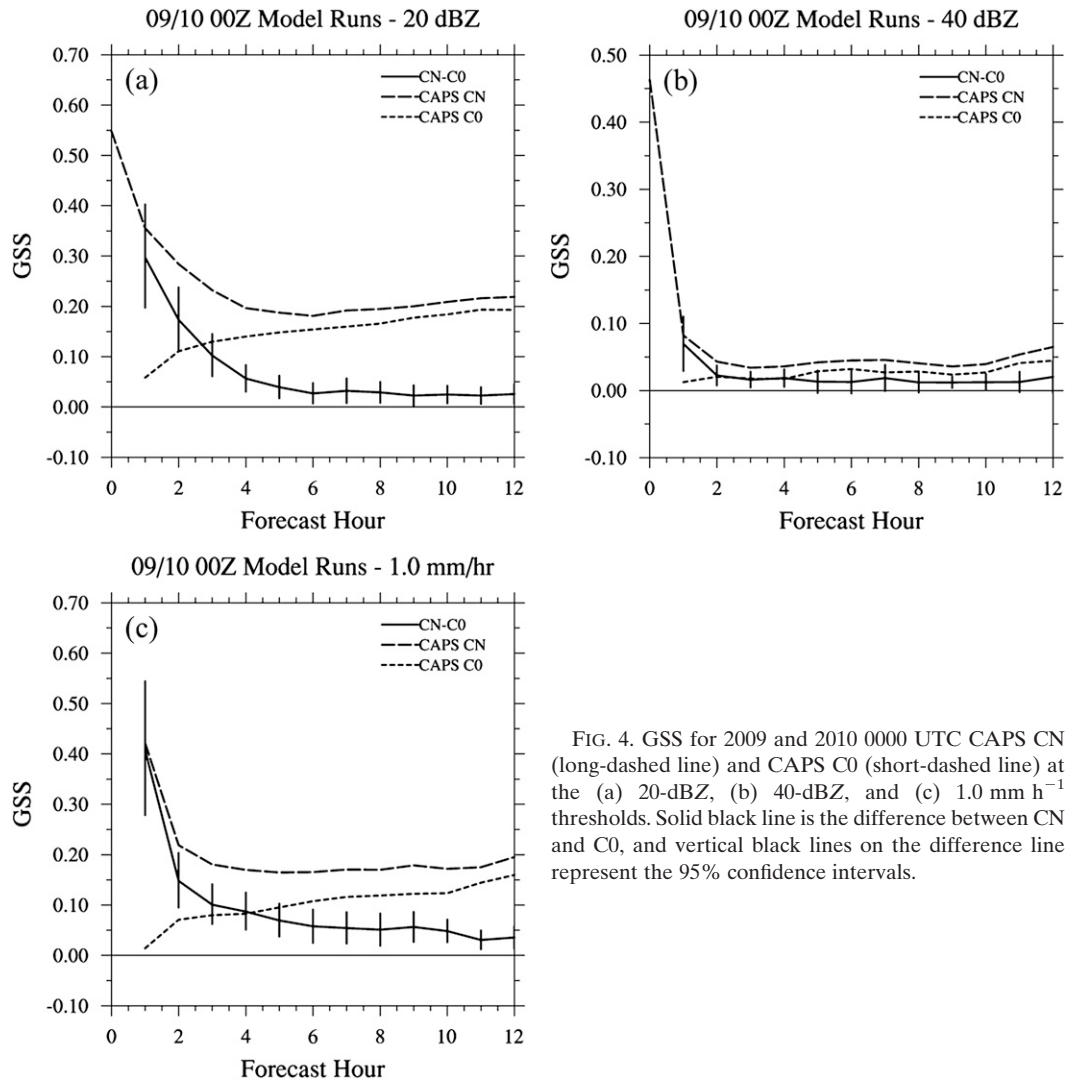 09/10 00Z Model Runs - 20 dBZ
(a)
CN-C0
CAPS CN
CAPS C0
0.70
0.60
0.50
0.40
0.30
0.20
0.10
0.00
-0.10
GSS
0 2 4 6 8 10 12
Forecast Hour
09/10 00Z Model Runs - 40 dBZ
(b)
CN-C0
CAPS CN
CAPS C0
0.50
0.40
0.30
0.20
0.10
0.00
-0.10
GSS
0 2 4 6 8 10 12
Forecast Hour
09/10 00Z Model Runs - 1.0 mm/hr
(c)
CN-C0
CAPS CN
CAPS C0
0.70
0.60
0.50
0.40
0.30
0.20
0.10
0.00
-0.10
GSS
0 2 4 6 8 10 12
Forecast Hour
FIG. 4. GSS for 2009 and 2010 0000 UTC CAPS CN
(long-dashed line) and CAPS C0 (short-dashed line) at
the (a) 20-dBZ, (b) 40-dBZ, and (c) 1.0 mm h⁻¹
thresholds. Solid black line is the difference between CN
and C0, and vertical black lines on the difference line
represent the 95% confidence intervals.